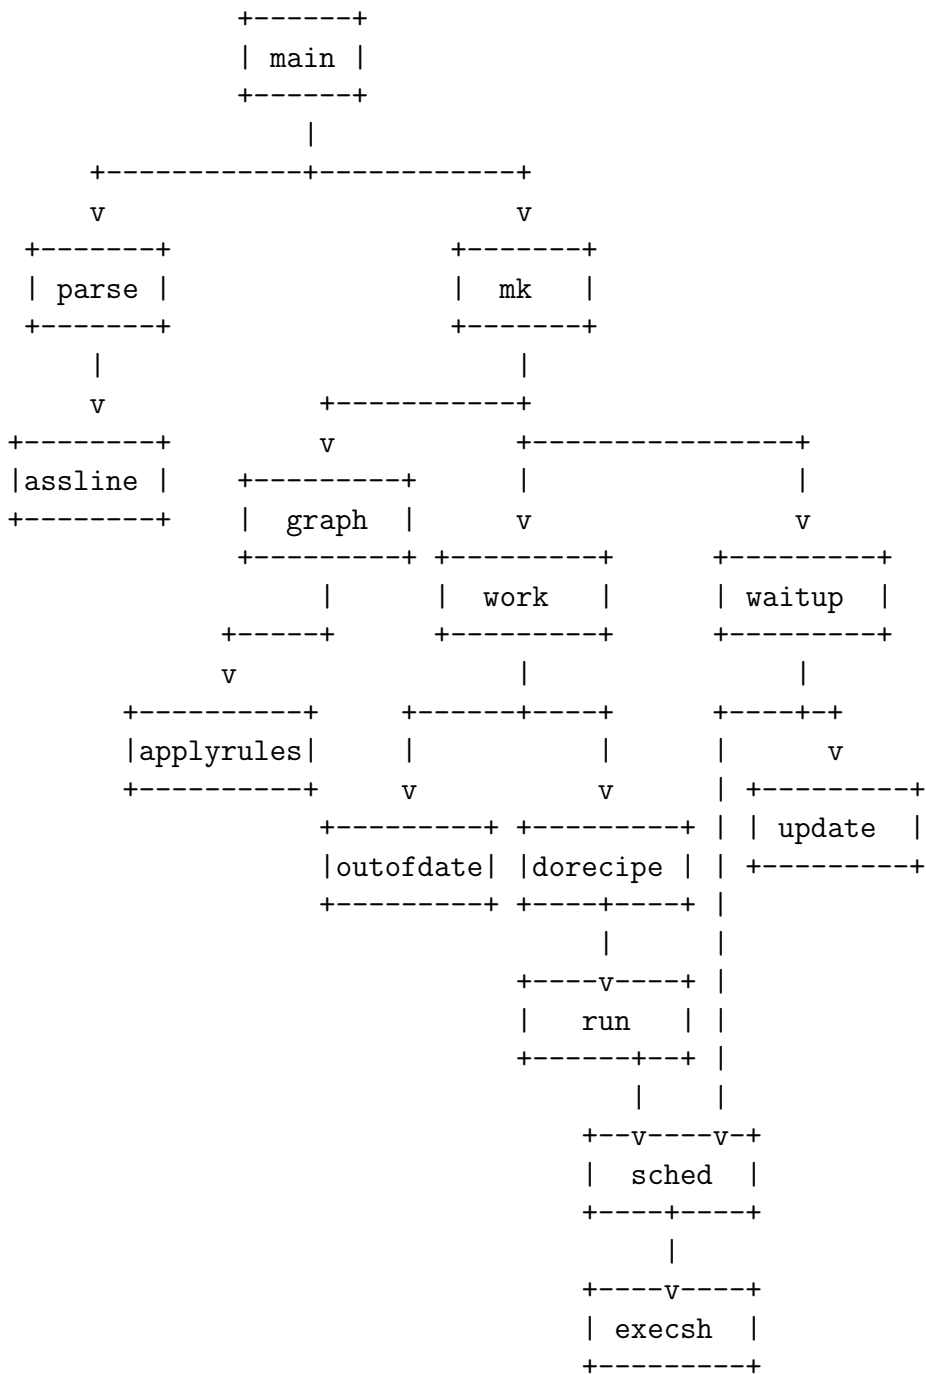 +------+
| main |
+------+
|
+------------+------------+
v v
+-------+ +-------+
| parse | | mk |
+-------+ +-------+
| |
v +-----------+
+--------+ v +----------------+
|assline | +---------+ | |
+--------+ | graph | v v
+---------+ +---------+ +---------+
| | work | | waitup |
+-----+ +---------+ +---------+
v | |
+----------+ +------+----+ +----+-+
|applyrules| | | | v
+----------+ v v | +---------+
+---------+ +---------+ | | update |
|outofdate| |dorecipe | | +---------+
+---------+ +----+----+ |
| |
+----v----+ |
| run | |
+------+--+ |
| |
+--v----v-+
| sched |
+----+----+
|
+----v----+
| execsh |
+---------+